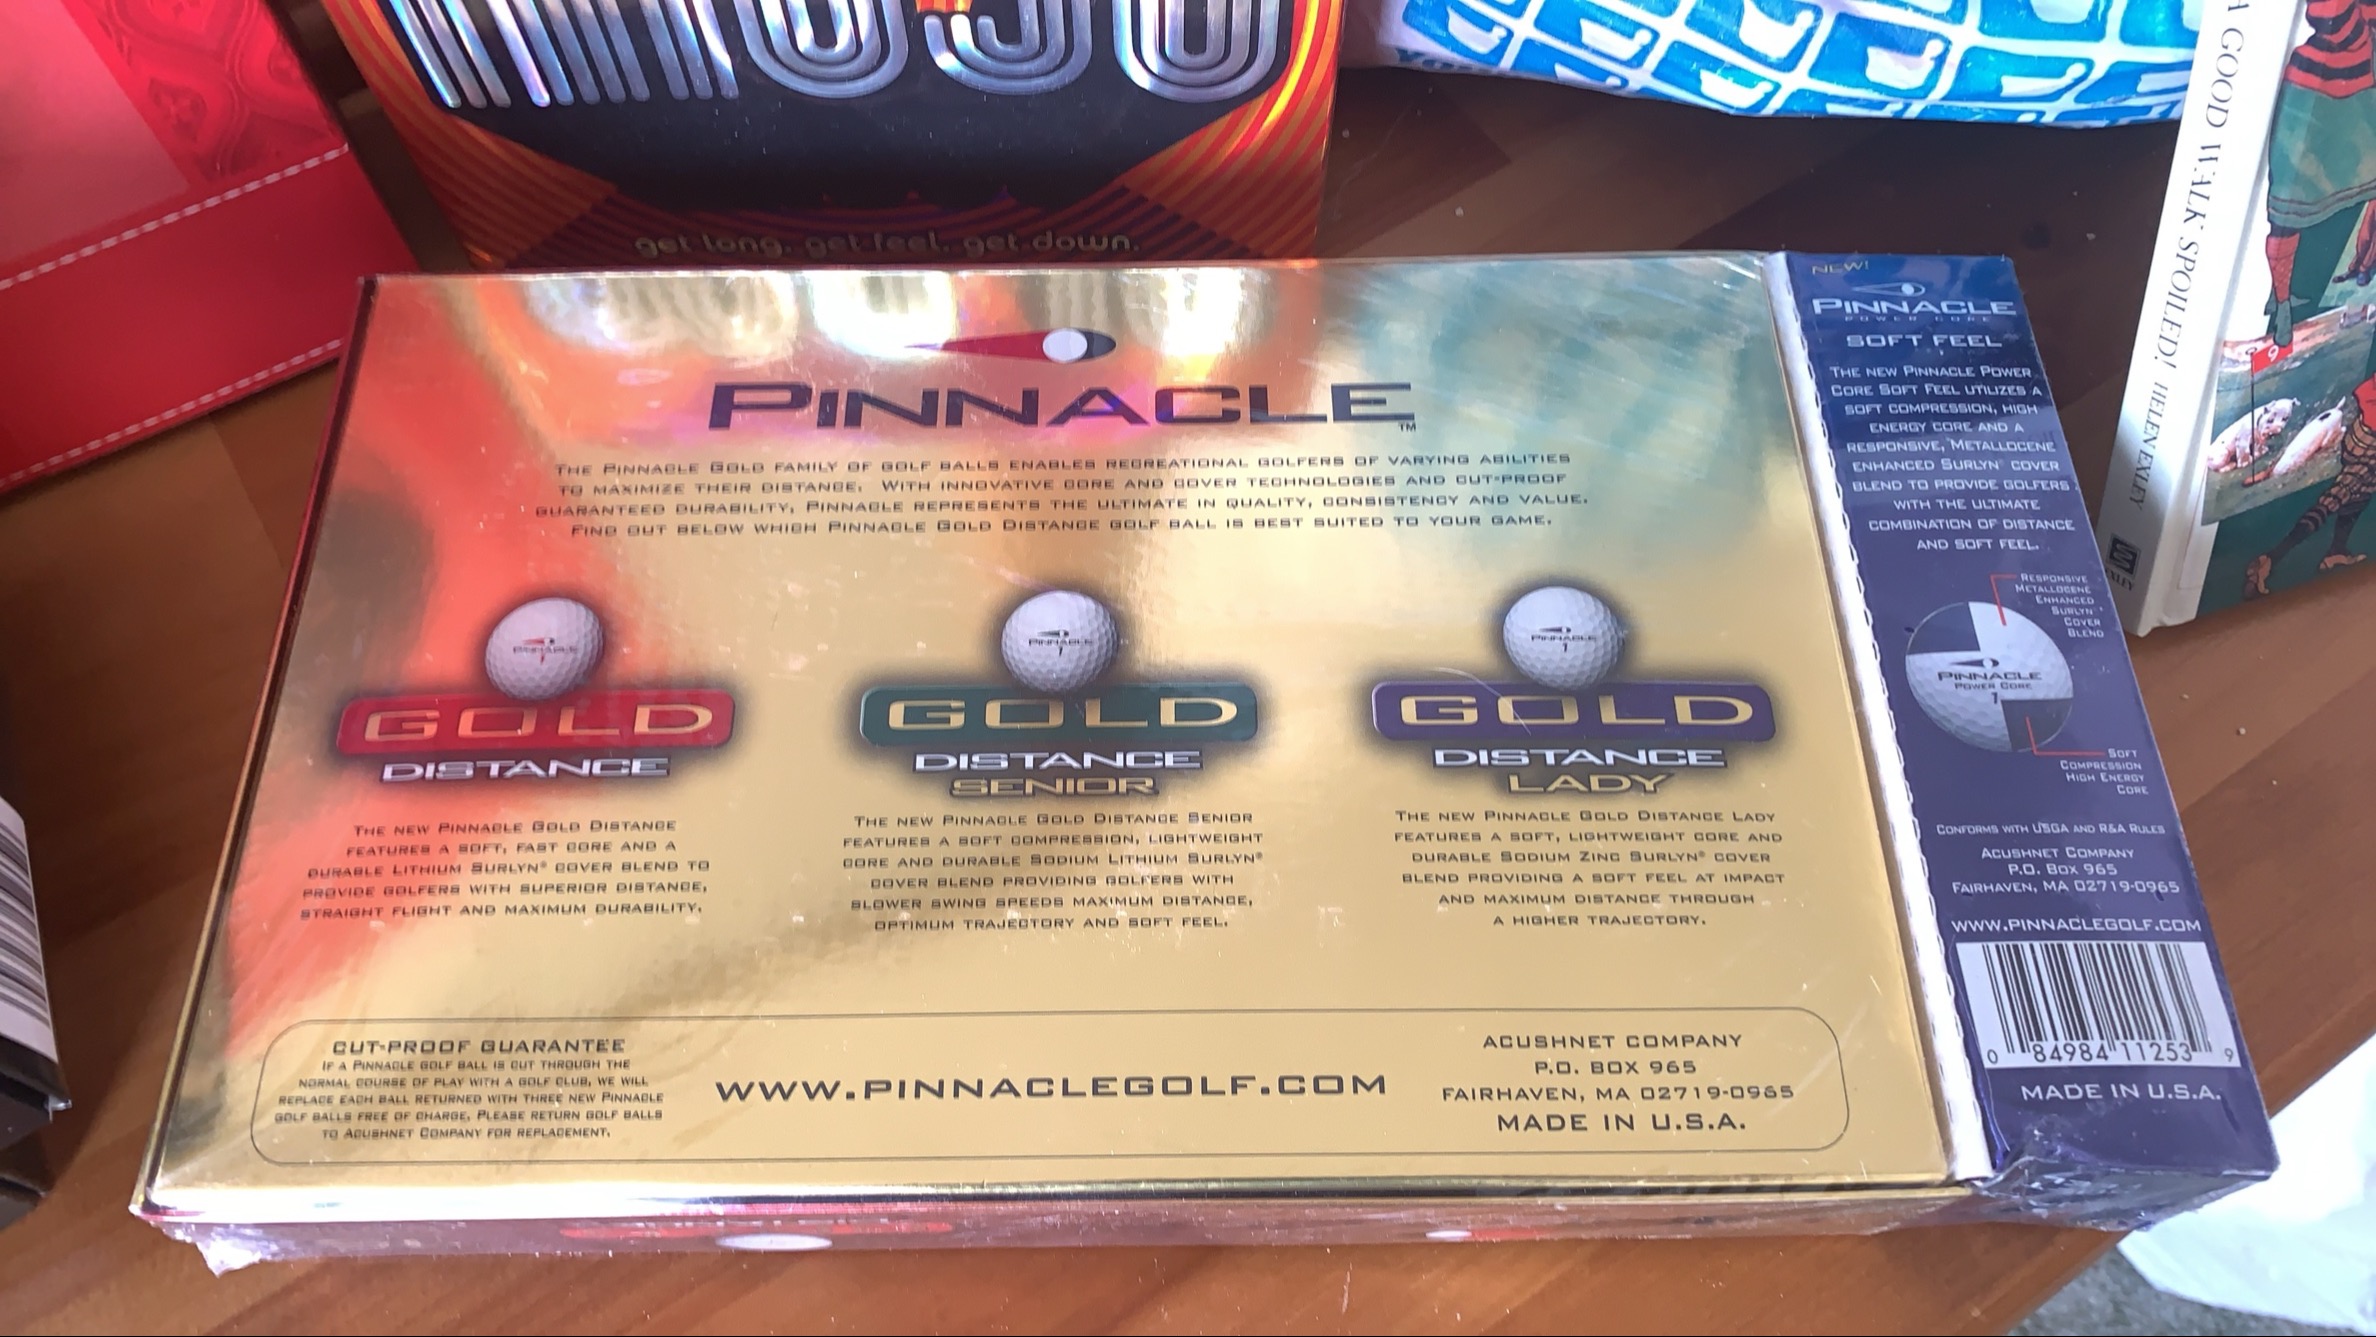 get long. get feel. get down.
A GOOD WALK SPOILED! HELEN EXLEY
EXLEY
9
PINNACLE™
THE PINNACLE GOLD FAMILY OF GOLF BALLS ENABLES RECREATIONAL GOLFERS OF VARYING ABILITIES
TO MAXIMIZE THEIR DISTANCE. WITH INNOVATIVE CORE AND COVER TECHNOLOGIES AND CUT-PROOF
GUARANTEED DURABILITY, PINNACLE REPRESENTS THE ULTIMATE IN QUALITY, CONSISTENCY AND VALUE.
FIND OUT BELOW WHICH PINNACLE GOLD DISTANCE GOLF BALL IS BEST SUITED TO YOUR GAME.
PINNACLE
1
GOLD
DISTANCE
THE NEW PINNACLE GOLD DISTANCE
FEATURES A SOFT, FAST CORE AND A
DURABLE LITHIUM SURLYN® COVER BLEND TO
PROVIDE GOLFERS WITH SUPERIOR DISTANCE,
STRAIGHT FLIGHT AND MAXIMUM DURABILITY.
PINNACLE
1
GOLD
DISTANCE
SENIOR
THE NEW PINNACLE GOLD DISTANCE SENIOR
FEATURES A SOFT COMPRESSION, LIGHTWEIGHT
CORE AND DURABLE SODIUM LITHIUM SURLYN®
COVER BLEND PROVIDING GOLFERS WITH
SLOWER SWING SPEEDS MAXIMUM DISTANCE,
OPTIMUM TRAJECTORY AND SOFT FEEL.
PINNACLE
1
GOLD
DISTANCE
LADY
THE NEW PINNACLE GOLD DISTANCE LADY
FEATURES A SOFT, LIGHTWEIGHT CORE AND
DURABLE SODIUM ZINC SURLYN® COVER
BLEND PROVIDING A SOFT FEEL AT IMPACT
AND MAXIMUM DISTANCE THROUGH
A HIGHER TRAJECTORY.
CUT-PROOF GUARANTEE
IF A PINNACLE GOLF BALL IS CUT THROUGH THE
NORMAL COURSE OF PLAY WITH A GOLF CLUB, WE WILL
REPLACE EACH BALL RETURNED WITH THREE NEW PINNACLE
GOLF BALLS FREE OF CHARGE. PLEASE RETURN GOLF BALLS
TO ACUSHNET COMPANY FOR REPLACEMENT.
WWW.PINNACLEGOLF.COM
ACUSHNET COMPANY
P.O. BOX 965
FAIRHAVEN, MA 02719-0965
MADE IN U.S.A.
NEW!
PINNACLE
POWER CORE
SOFT FEEL
THE NEW PINNACLE POWER
CORE SOFT FEEL UTILIZES A
SOFT COMPRESSION, HIGH
ENERGY CORE AND A
RESPONSIVE, METALLOCENE
ENHANCED SURLYN® COVER
BLEND TO PROVIDE GOLFERS
WITH THE ULTIMATE
COMBINATION OF DISTANCE
AND SOFT FEEL.
RESPONSIVE
METALLOCENE
ENHANCED
SURLYN®
COVER
BLEND
PINNACLE
POWER CORE
1
SOFT
COMPRESSION
HIGH ENERGY
CORE
CONFORMS WITH USGA AND R&A RULES
ACUSHNET COMPANY
P.O. BOX 965
FAIRHAVEN, MA 02719-0965
WWW.PINNACLEGOLF.COM
0 84984 11253 9
MADE IN U.S.A.